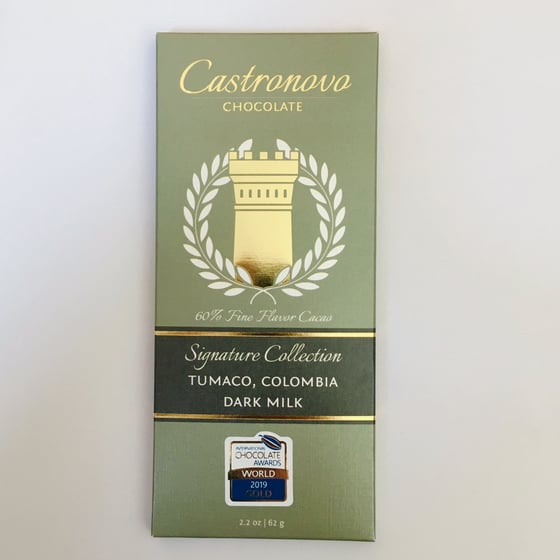 Castronovo
CHOCOLATE
60% Fine Flavor Cacao
Signature Collection
TUMACO, COLOMBIA
DARK MILK
INTERNATIONAL
CHOCOLATE
AWARDS
WORLD
2019
GOLD
2.2 oz | 62 g